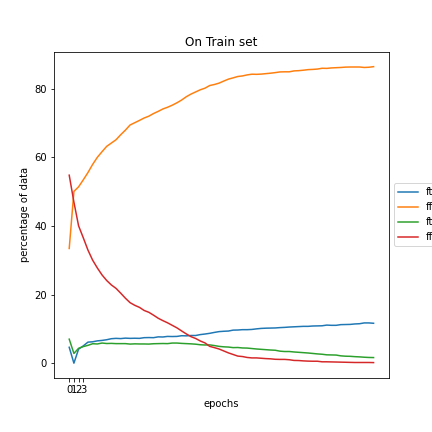 On Train set
percentage of data
80
60
40
20
0
0123
epochs
ft
ff
ft
ff